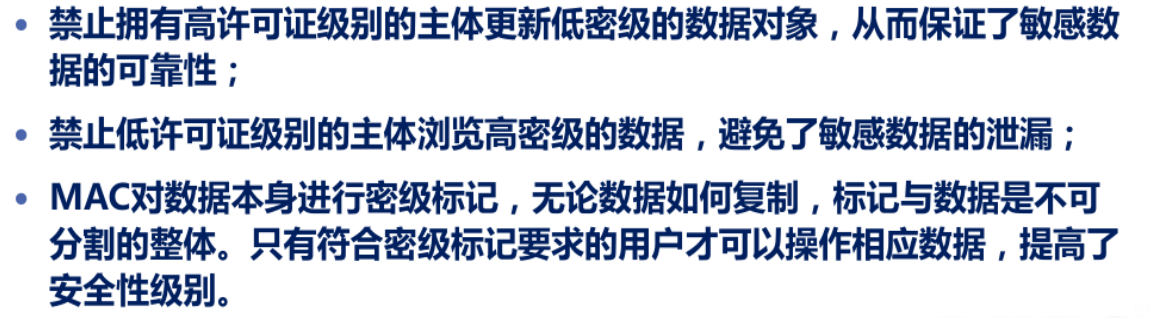 • 禁止拥有高许可证级别的主体更新低密级的数据对象，从而保证了敏感数
据的可靠性；
• 禁止低许可证级别的主体浏览高密级的数据，避免了敏感数据的泄漏；
• MAC对数据本身进行密级标记，无论数据如何复制，标记与数据是不可
分割的整体。只有符合密级标记要求的用户才可以操作相应数据，提高了
安全性级别。